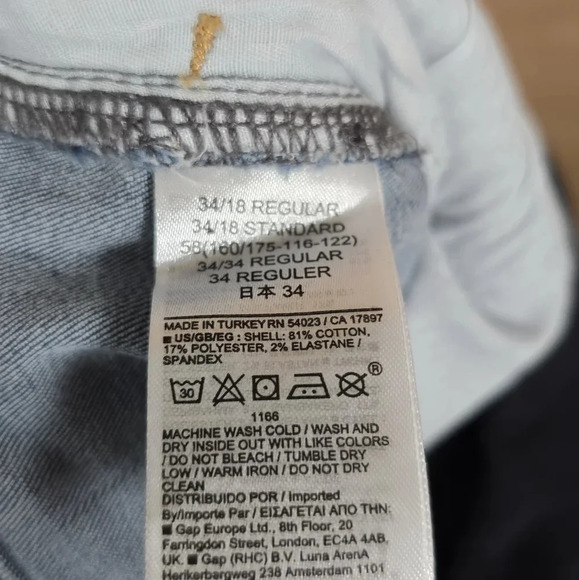 34/18 REGULAR
34/18 STANDARD
58(160/175-116-122)
34/34 REGULAR
34 REGULER
日本 34
MADE IN TURKEY RN 54023 / CA 17897
■ US/GB/EG : SHELL: 81% COTTON,
17% POLYESTER, 2% ELASTANE /
SPANDEX
30
®
1166
MACHINE WASH COLD / WASH AND
DRY INSIDE OUT WITH LIKE COLORS
/ DO NOT BLEACH / TUMBLE DRY
LOW / WARM IRON / DO NOT DRY
CLEAN
DISTRIBUIDO POR / Imported
By/Importe Par / ΕΙΣΑΓΕΤΑΙ ΑΠΟ ΤΗΝ:
■ Gap Europe Ltd., 8th Floor, 20
Farringdon Street, London, EC4A 4AB,
UK. ■ Gap (RHC) B.V. Luna ArenA
Herikerbergweg 238 Amsterdam 1101